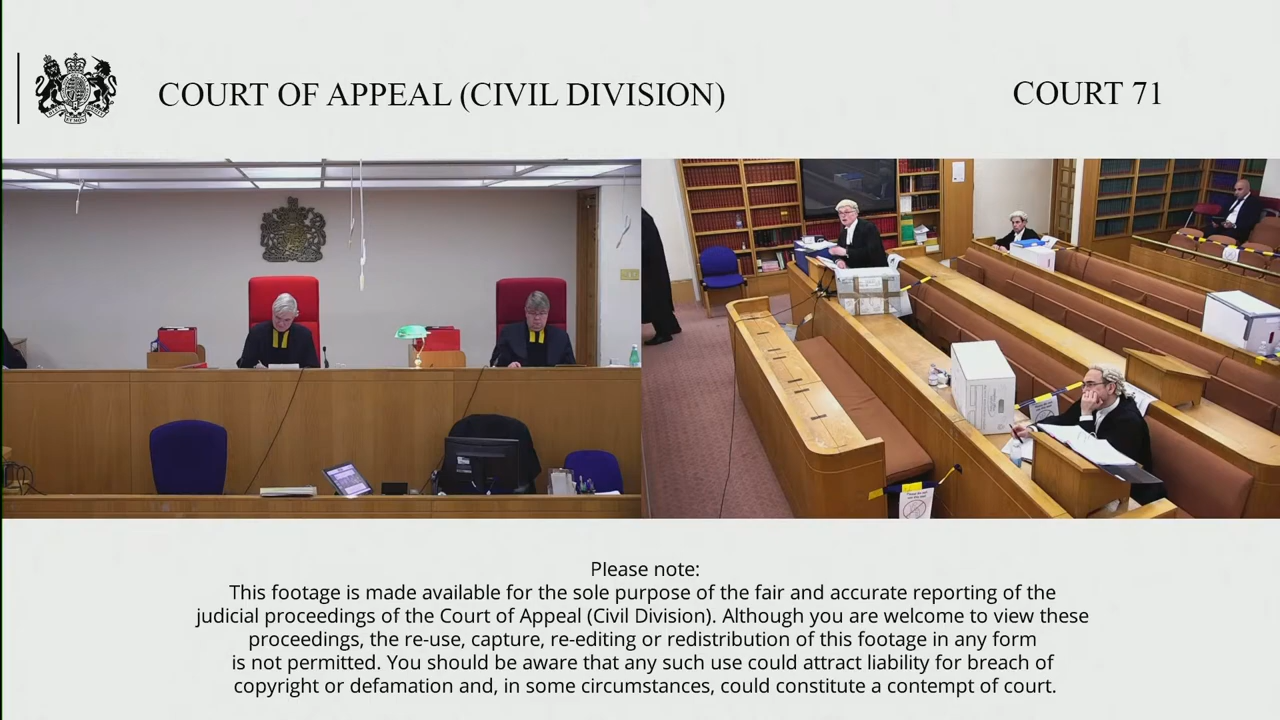 COURT OF APPEAL (CIVIL DIVISION)
COURT 71
Please note:
This footage is made available for the sole purpose of the fair and accurate reporting of the
judicial proceedings of the Court of Appeal (Civil Division). Although you are welcome to view these
proceedings, the re-use, capture, re-editing or redistribution of this footage in any form
is not permitted. You should be aware that any such use could attract liability for breach of
copyright or defamation and, in some circumstances, could constitute a contempt of court.